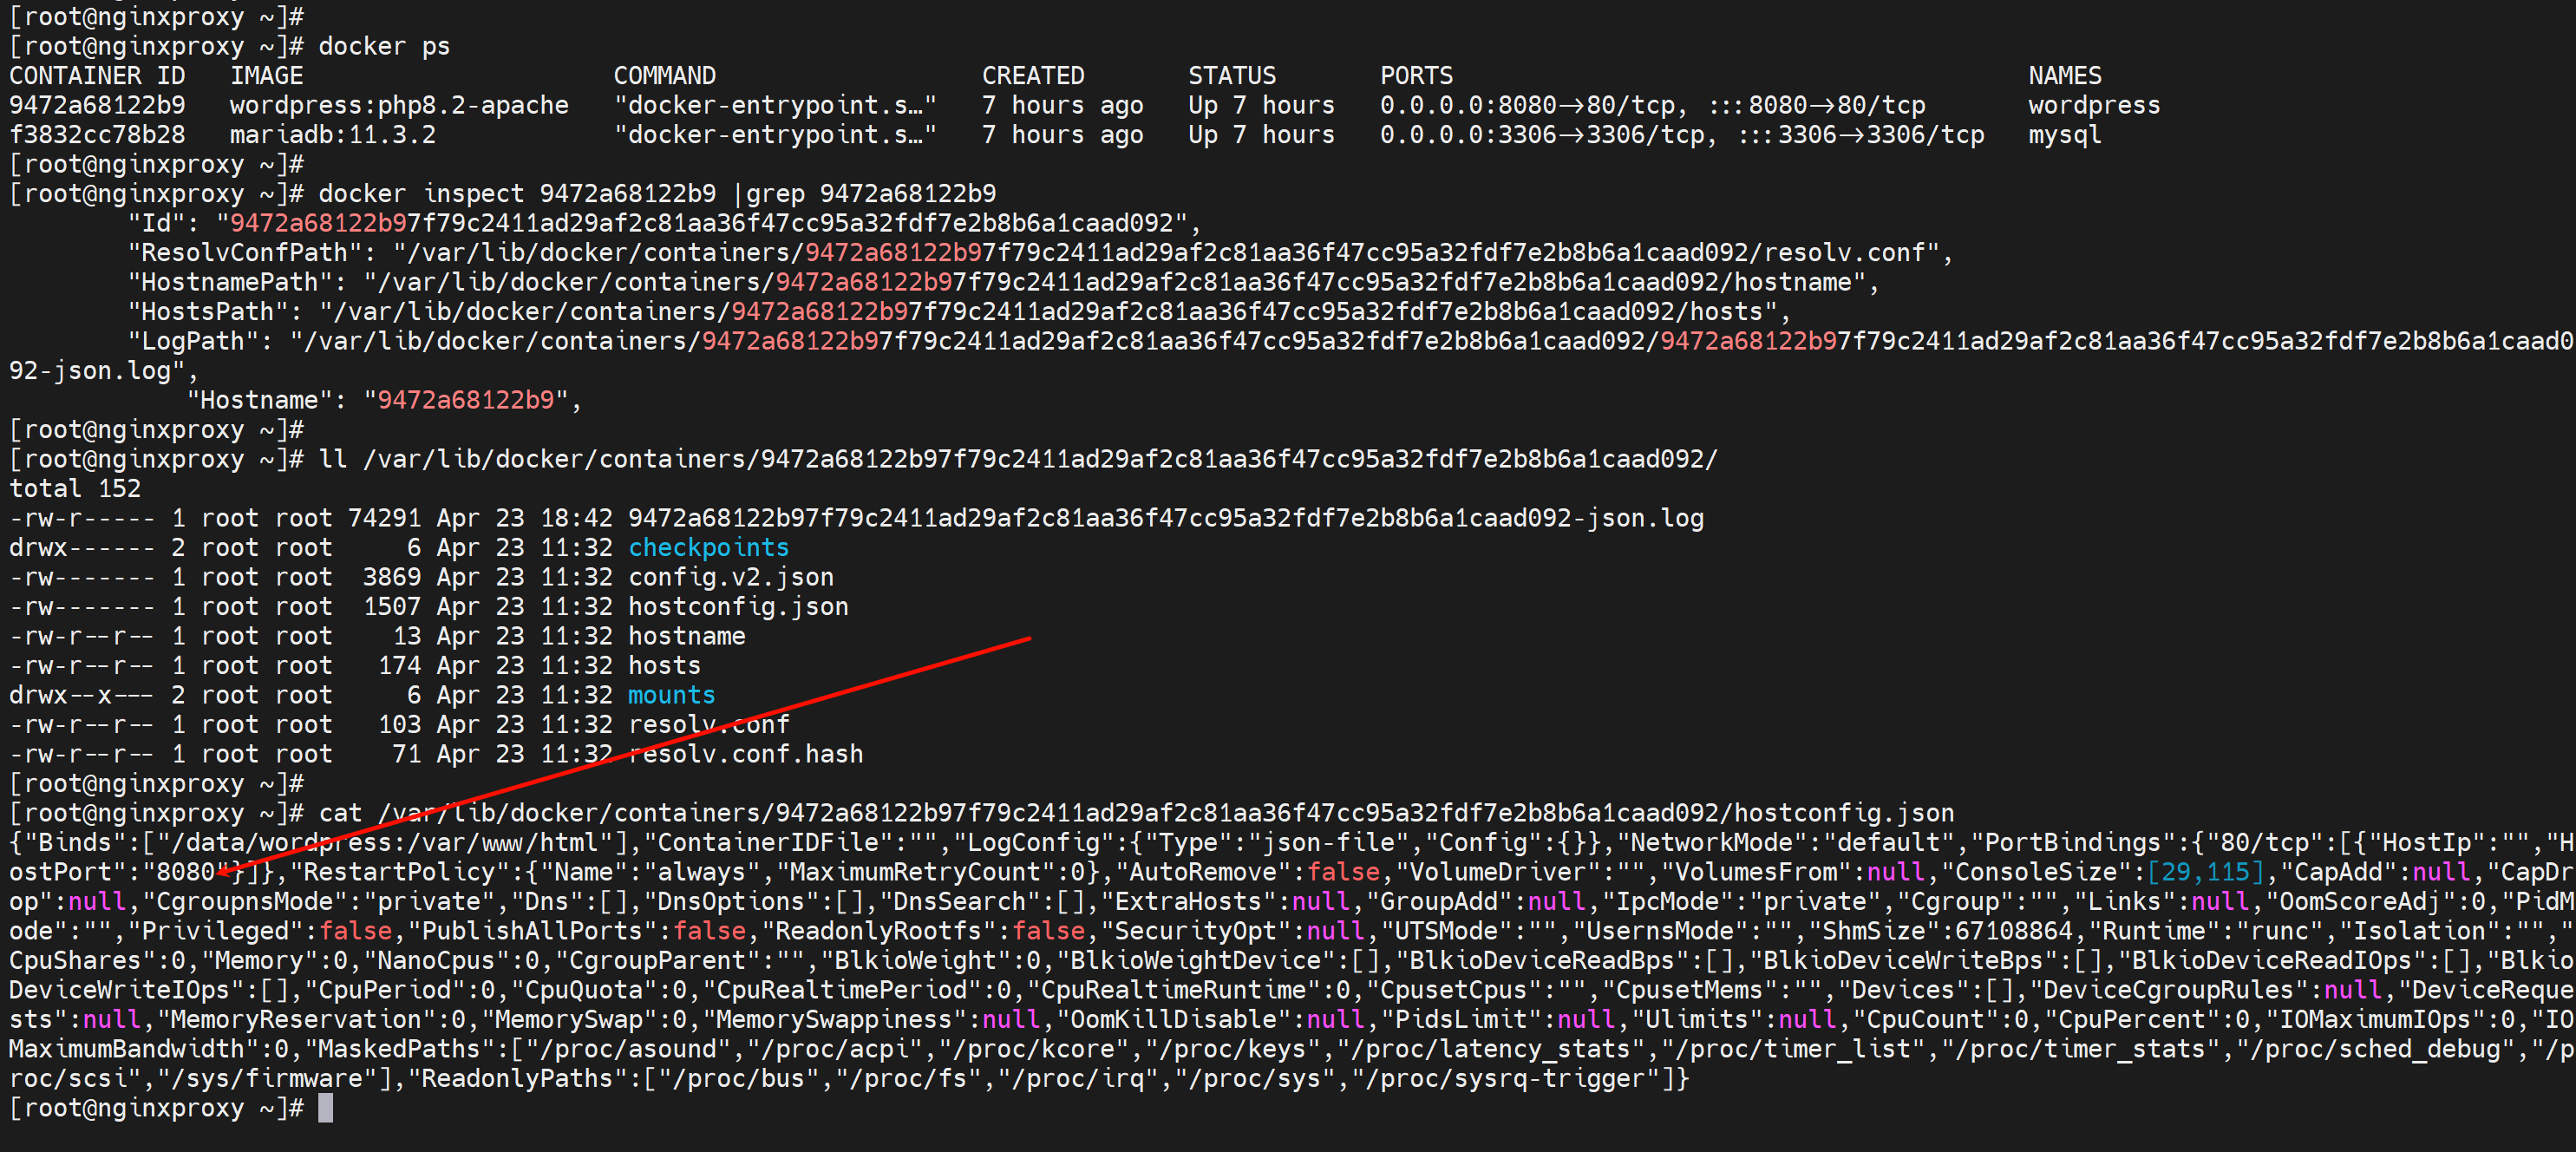 [root@nginxproxy ~]#
[root@nginxproxy ~]# docker ps
CONTAINER ID   IMAGE                     COMMAND                  CREATED       STATUS       PORTS                                       NAMES
9472a68122b9   wordpress:php8.2-apache   "docker-entrypoint.s…"   7 hours ago   Up 7 hours   0.0.0.0:8080->80/tcp, :::8080->80/tcp       wordpress
f3832cc78b28   mariadb:11.3.2            "docker-entrypoint.s…"   7 hours ago   Up 7 hours   0.0.0.0:3306->3306/tcp, :::3306->3306/tcp   mysql
[root@nginxproxy ~]#
[root@nginxproxy ~]# docker inspect 9472a68122b9 |grep 9472a68122b9
        "Id": "9472a68122b97f79c2411ad29af2c81aa36f47cc95a32fdf7e2b8b6a1caad092",
        "ResolvConfPath": "/var/lib/docker/containers/9472a68122b97f79c2411ad29af2c81aa36f47cc95a32fdf7e2b8b6a1caad092/resolv.conf",
        "HostnamePath": "/var/lib/docker/containers/9472a68122b97f79c2411ad29af2c81aa36f47cc95a32fdf7e2b8b6a1caad092/hostname",
        "HostsPath": "/var/lib/docker/containers/9472a68122b97f79c2411ad29af2c81aa36f47cc95a32fdf7e2b8b6a1caad092/hosts",
        "LogPath": "/var/lib/docker/containers/9472a68122b97f79c2411ad29af2c81aa36f47cc95a32fdf7e2b8b6a1caad092/9472a68122b97f79c2411ad29af2c81aa36f47cc95a32fdf7e2b8b6a1caad0
92-json.log",
            "Hostname": "9472a68122b9",
[root@nginxproxy ~]#
[root@nginxproxy ~]# ll /var/lib/docker/containers/9472a68122b97f79c2411ad29af2c81aa36f47cc95a32fdf7e2b8b6a1caad092/
total 152
-rw-r----- 1 root root 74291 Apr 23 18:42 9472a68122b97f79c2411ad29af2c81aa36f47cc95a32fdf7e2b8b6a1caad092-json.log
drwx------ 2 root root     6 Apr 23 11:32 checkpoints
-rw------- 1 root root  3869 Apr 23 11:32 config.v2.json
-rw------- 1 root root  1507 Apr 23 11:32 hostconfig.json
-rw-r--r-- 1 root root    13 Apr 23 11:32 hostname
-rw-r--r-- 1 root root   174 Apr 23 11:32 hosts
drwx--x--- 2 root root     6 Apr 23 11:32 mounts
-rw-r--r-- 1 root root   103 Apr 23 11:32 resolv.conf
-rw-r--r-- 1 root root    71 Apr 23 11:32 resolv.conf.hash
[root@nginxproxy ~]#
[root@nginxproxy ~]# cat /var/lib/docker/containers/9472a68122b97f79c2411ad29af2c81aa36f47cc95a32fdf7e2b8b6a1caad092/hostconfig.json
{"Binds":["/data/wordpress:/var/www/html"],"ContainerIDFile":"","LogConfig":{"Type":"json-file","Config":{}},"NetworkMode":"default","PortBindings":{"80/tcp":[{"HostIp":"","H
ostPort":"8080"}]},"RestartPolicy":{"Name":"always","MaximumRetryCount":0},"AutoRemove":false,"VolumeDriver":"","VolumesFrom":null,"ConsoleSize":[29,115],"CapAdd":null,"CapDr
op":null,"CgroupnsMode":"private","Dns":[],"DnsOptions":[],"DnsSearch":[],"ExtraHosts":null,"GroupAdd":null,"IpcMode":"private","Cgroup":"","Links":null,"OomScoreAdj":0,"PidM
ode":"","Privileged":false,"PublishAllPorts":false,"ReadonlyRootfs":false,"SecurityOpt":null,"UTSMode":"","UsernsMode":"","ShmSize":67108864,"Runtime":"runc","Isolation":"","
CpuShares":0,"Memory":0,"NanoCpus":0,"CgroupParent":"","BlkioWeight":0,"BlkioWeightDevice":[],"BlkioDeviceReadBps":[],"BlkioDeviceWriteBps":[],"BlkioDeviceReadIOps":[],"Blkio
DeviceWriteIOps":[],"CpuPeriod":0,"CpuQuota":0,"CpuRealtimePeriod":0,"CpuRealtimeRuntime":0,"CpusetCpus":"","CpusetMems":"","Devices":[],"DeviceCgroupRules":null,"DeviceReque
sts":null,"MemoryReservation":0,"MemorySwap":0,"MemorySwappiness":null,"OomKillDisable":null,"PidsLimit":null,"Ulimits":null,"CpuCount":0,"CpuPercent":0,"IOMaximumIOps":0,"IO
MaximumBandwidth":0,"MaskedPaths":["/proc/asound","/proc/acpi","/proc/kcore","/proc/keys","/proc/latency_stats","/proc/timer_list","/proc/timer_stats","/proc/sched_debug","/p
roc/scsi","/sys/firmware"],"ReadonlyPaths":["/proc/bus","/proc/fs","/proc/irq","/proc/sys","/proc/sysrq-trigger"]}
[root@nginxproxy ~]#